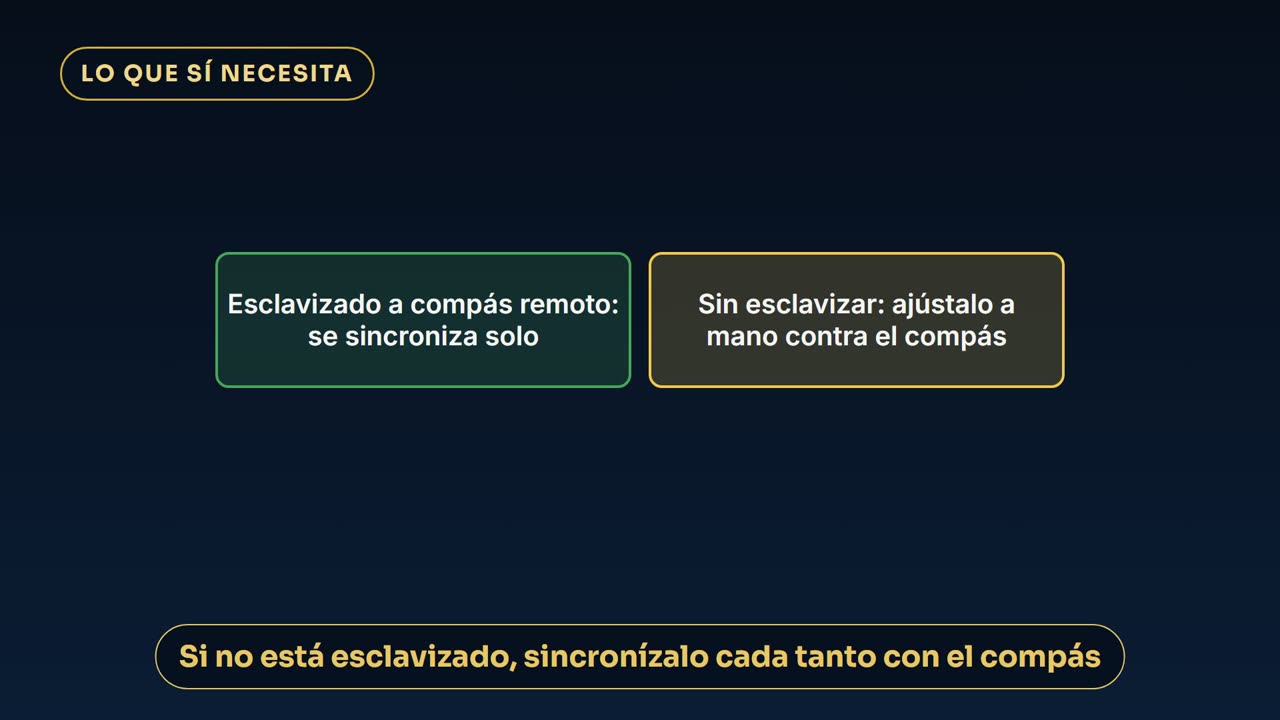 LO QUE SÍ NECESITA
Esclavizado a compás remoto:
se sincroniza solo
Sin esclavizar: ajústalo a
mano contra el compás
Si no está esclavizado, sincronízalo cada tanto con el compás